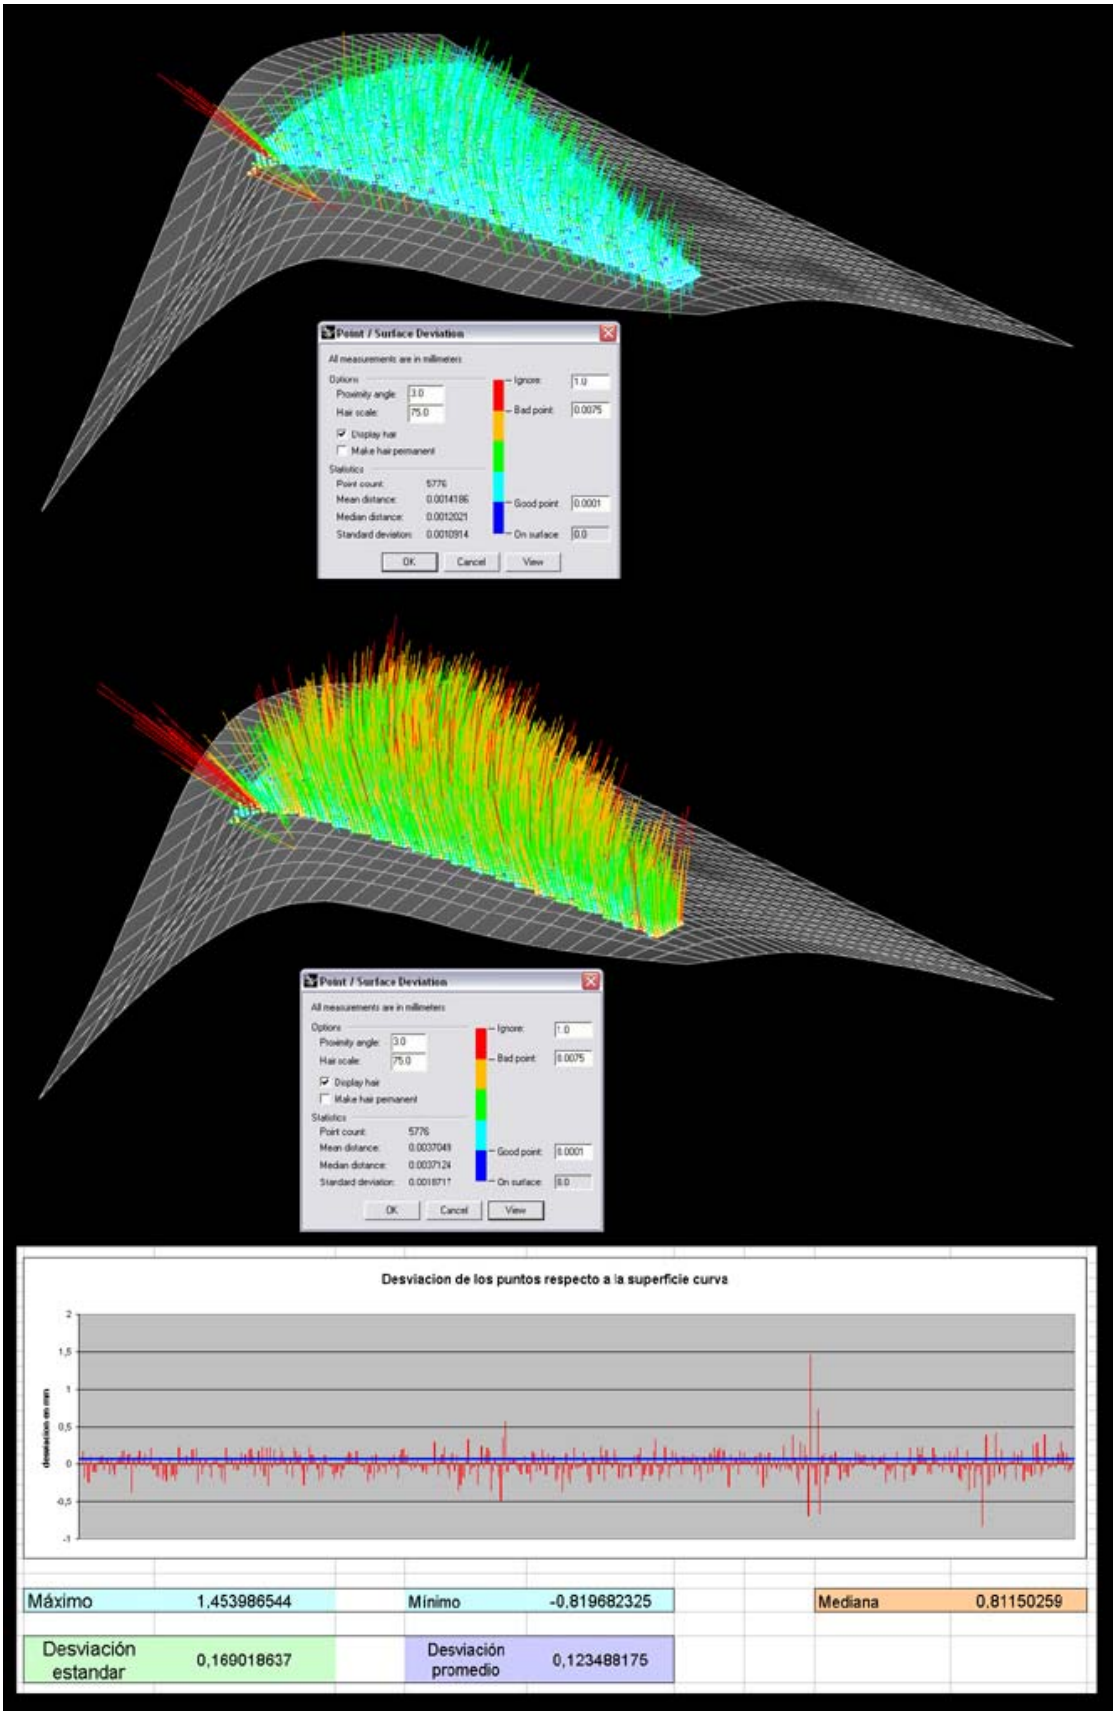 Point / Surface Deviation
All measurements are in millimeters
Options
Proximity angle: 3.0
Hair scale: 75.0
Display hair
Make hair permanent
Statistics
Point count: 5776
Mean distance: 0.0014186
Median distance: 0.0012021
Standard deviation: 0.0010914
Ignore: 1.0
Bad point: 0.0075
Good point: 0.0001
On surface: 0.0
OK Cancel View
Point / Surface Deviation
All measurements are in millimeters
Options
Proximity angle: 3.0
Hair scale: 75.0
Display hair
Make hair permanent
Statistics
Point count: 5776
Mean distance: 0.0037049
Median distance: 0.0037124
Standard deviation:
Ignore: 1.0
Bad point: 0.0075
Good point: 0.0001
On surface: 0.0
OK Cancel View
Desviacion de los puntos respecto a la superficie curva
desviacion en mm
2
1,5
1
0,5
0
-0,5
-1
Máximo 1,453986544 Mínimo -0,819682325 Mediana 0,81150259
Desviación estandar 0,169018637 Desviación promedio 0,123488175